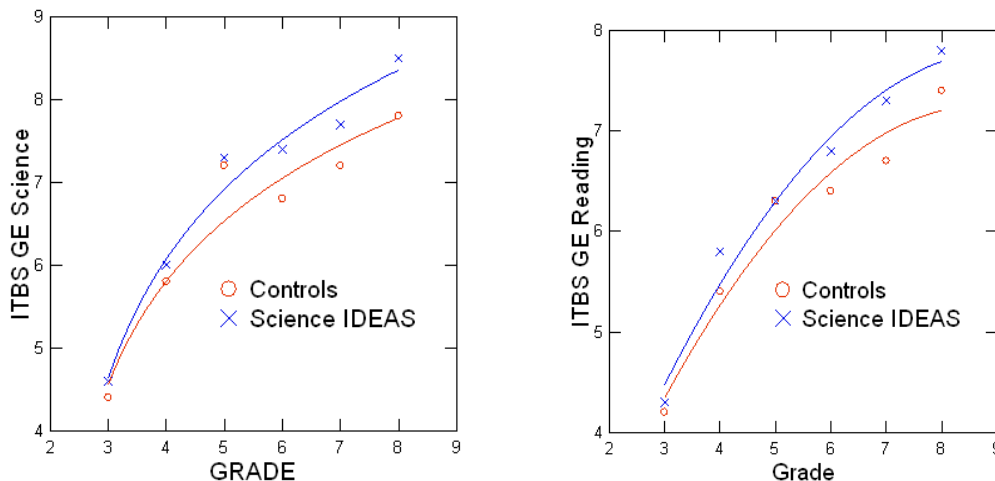 9
8
7
6
5
4
ITBS GE Science
Controls
Science IDEAS
2 3 4 5 6 7 8 9
GRADE
8
7
6
5
4
ITBS GE Reading
Controls
Science IDEAS
2 3 4 5 6 7 8 9
Grade